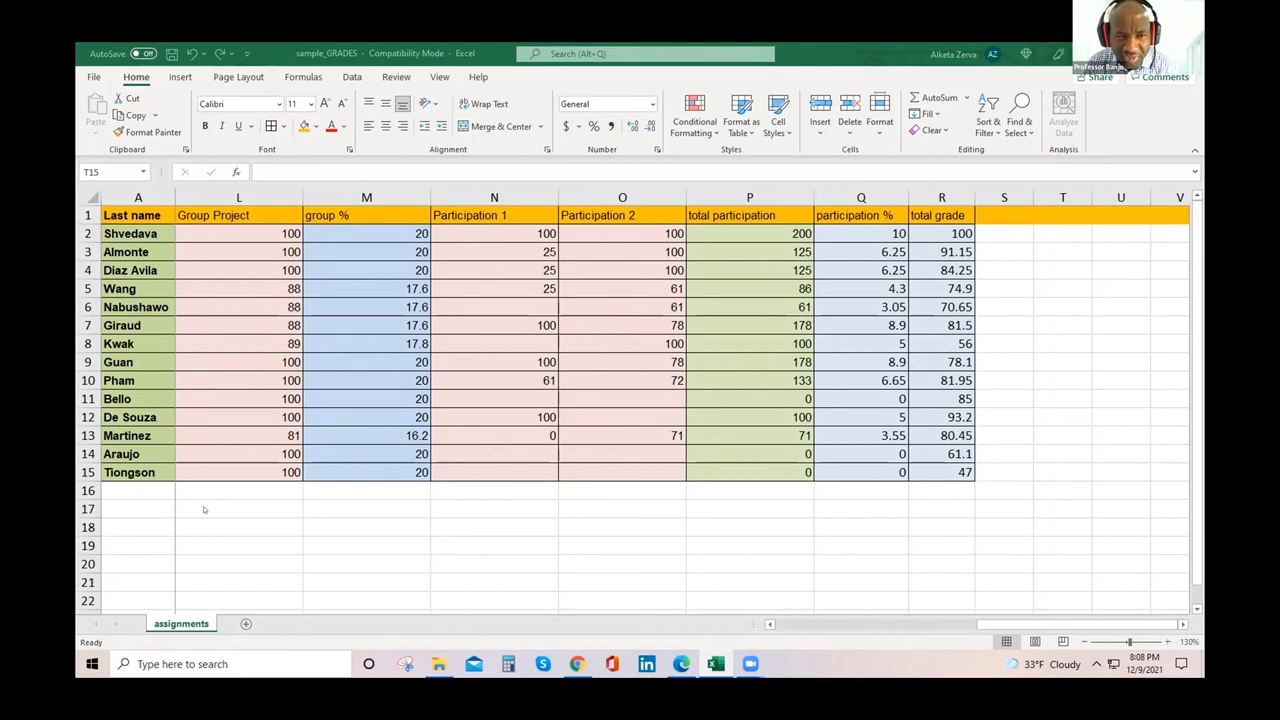 AutoSave Off sample_GRADES - Compatibility Mode - Excel Search (Alt+Q) Alketa Zerva AZ
Professor Banjo
File Home Insert Page Layout Formulas Data Review View Help Share Comments
Paste Cut Copy Format Painter Clipboard
Calibri 11 B I U Font
Wrap Text Merge & Center Alignment
General $ % Number
Conditional Formatting Format as Table Cell Styles Styles
Insert Delete Format Cells
AutoSum Fill Clear Sort & Filter Find & Select Editing
Analyze Data Analysis
T15 fx
A L M N O P Q R S T U V
1 Last name Group Project group % Participation 1 Participation 2 total participation participation % total grade
2 Shvedava 100 20 100 100 200 10 100
3 Almonte 100 20 25 100 125 6.25 91.15
4 Diaz Avila 100 20 25 100 125 6.25 84.25
5 Wang 88 17.6 25 61 86 4.3 74.9
6 Nabushawo 88 17.6 61 61 3.05 70.65
7 Giraud 88 17.6 100 78 178 8.9 81.5
8 Kwak 89 17.8 100 100 5 56
9 Guan 100 20 100 78 178 8.9 78.1
10 Pham 100 20 61 72 133 6.65 81.95
11 Bello 100 20 0 0 85
12 De Souza 100 20 100 100 5 93.2
13 Martinez 81 16.2 0 71 71 3.55 80.45
14 Araujo 100 20 0 0 61.1
15 Tiongson 100 20 0 0 47
16
17
18
19
20
21
22
assignments
Ready 130%
Type here to search 33°F Cloudy 8:08 PM
12/9/2021